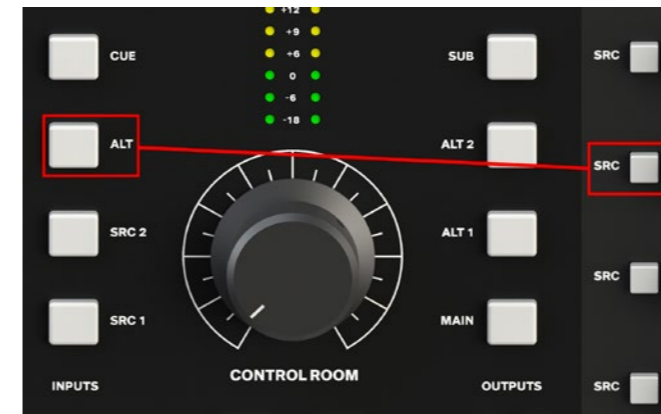 +12
+9
+6
0
-6
-18
CUE
ALT
SRC 2
SRC 1
INPUTS
CONTROL ROOM
SUB
ALT 2
ALT 1
MAIN
OUTPUTS
SRC
SRC
SRC
SRC